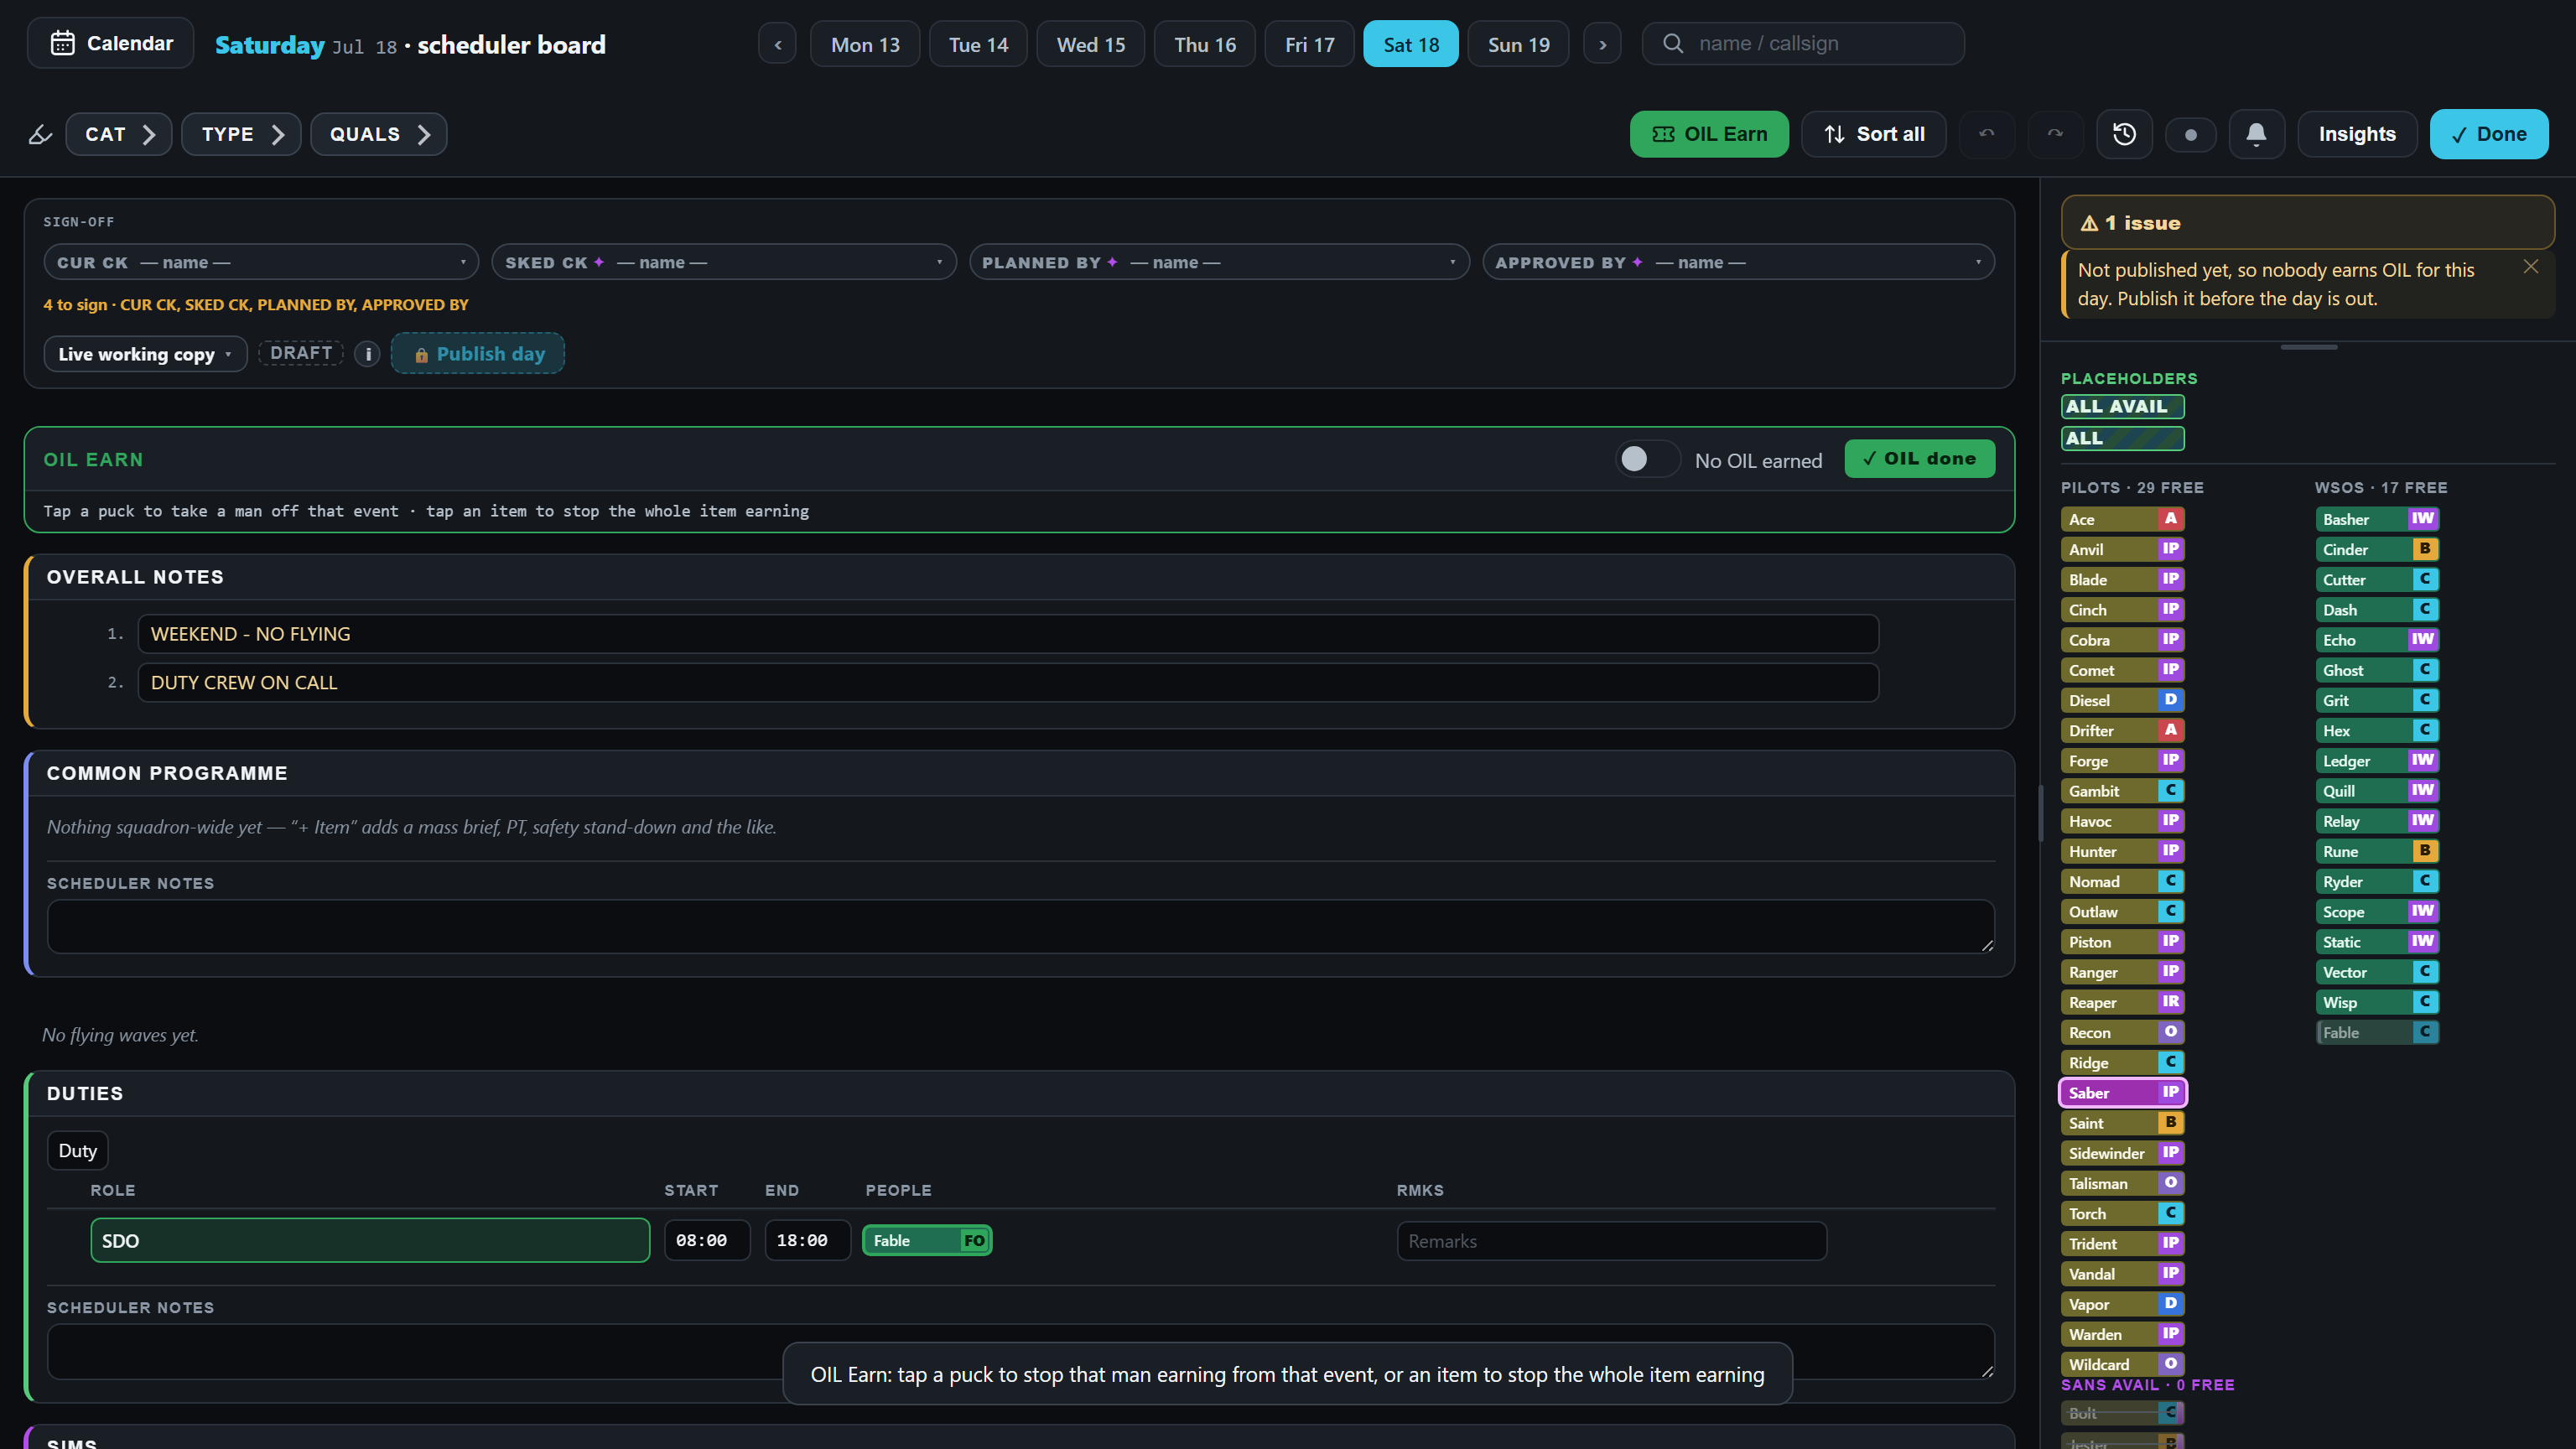 Calendar
Saturday Jul 18 • scheduler board
‹ Mon 13 Tue 14 Wed 15 Thu 16 Fri 17 Sat 18 Sun 19 ›
name / callsign
CAT TYPE QUALS
OIL Earn Sort all Insights ✓ Done
SIGN-OFF
CUR CK — name —
SKED CK ✦ — name —
PLANNED BY ✦ — name —
APPROVED BY ✦ — name —
4 to sign · CUR CK, SKED CK, PLANNED BY, APPROVED BY
Live working copy DRAFT i Publish day
OIL EARN
No OIL earned ✓ OIL done
Tap a puck to take a man off that event · tap an item to stop the whole item earning
OVERALL NOTES
1. WEEKEND - NO FLYING
2. DUTY CREW ON CALL
COMMON PROGRAMME
Nothing squadron-wide yet — “+ Item” adds a mass brief, PT, safety stand-down and the like.
SCHEDULER NOTES
No flying waves yet.
DUTIES
Duty
ROLE START END PEOPLE RMKS
SDO 08:00 18:00 Fable FO Remarks
SCHEDULER NOTES
OIL Earn: tap a puck to stop that man earning from that event, or an item to stop the whole item earning
SIMS
⚠ 1 issue
Not published yet, so nobody earns OIL for this
day. Publish it before the day is out.
PLACEHOLDERS
ALL AVAIL
ALL
PILOTS · 29 FREE
Ace A
Anvil IP
Blade IP
Cinch IP
Cobra IP
Comet IP
Diesel D
Drifter A
Forge IP
Gambit C
Havoc IP
Hunter IP
Nomad C
Outlaw C
Piston IP
Ranger IP
Reaper IR
Recon O
Ridge C
Saber IP
Saint B
Sidewinder IP
Talisman O
Torch C
Trident IP
Vandal IP
Vapor D
Warden IP
Wildcard O
SANS AVAIL · 0 FREE
Bolt C
Jester B
WSOS · 17 FREE
Basher IW
Cinder B
Cutter C
Dash C
Echo IW
Ghost C
Grit C
Hex C
Ledger IW
Quill IW
Relay IW
Rune B
Ryder C
Scope IW
Static IW
Vector C
Wisp C
Fable C